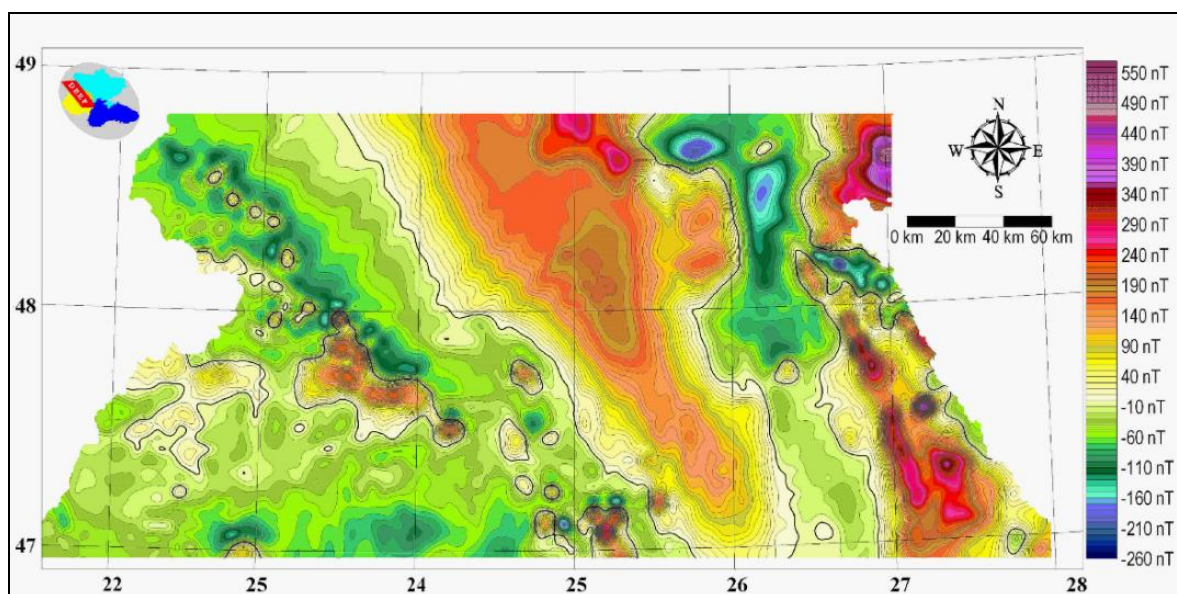 49
48
47
22
25
24
25
26
27
28
N
W E
S
0 km 20 km 40 km 60 km
550 nT
490 nT
440 nT
390 nT
340 nT
290 nT
240 nT
190 nT
140 nT
90 nT
40 nT
-10 nT
-60 nT
-110 nT
-160 nT
-210 nT
-260 nT